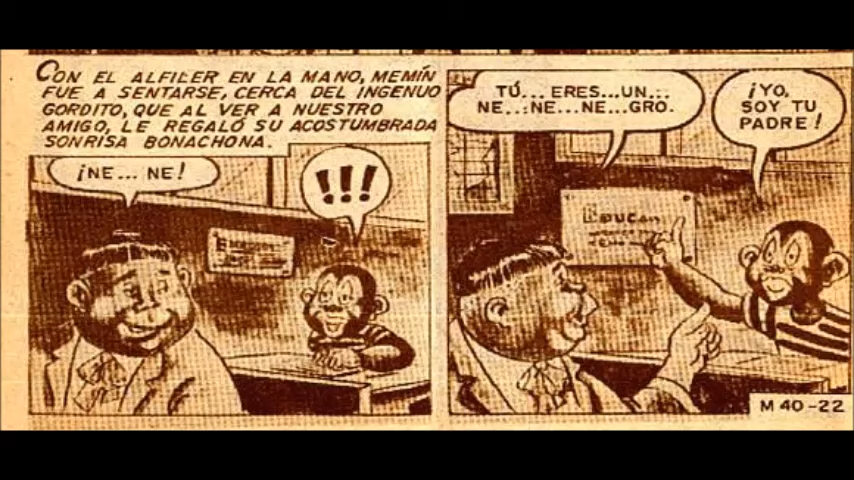 CON EL ALFILER EN LA MANO, MEMÍN
FUE A SENTARSE, CERCA DEL INGENUO
GORDITO, QUE AL VER A NUESTRO
AMIGO, LE REGALÓ SU ACOSTUMBRADA
SONRISA BONACHONA.
¡NE... NE!
!!!
TÚ... ERES...UN...
NE...NE...NE...GRO.
¡YO,
SOY TU
PADRE!
M 40-22